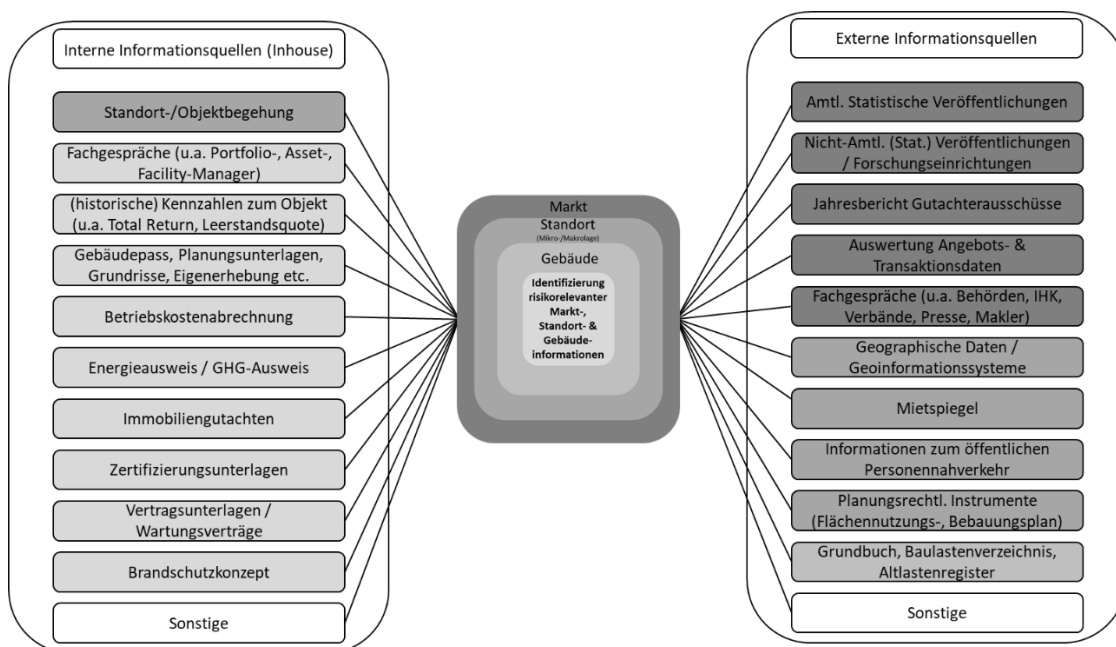 Interne Informationsquellen (Inhouse)
Standort-/Objektbegehung
Fachgespräche (u.a. Portfolio-, Asset-,
Facility-Manager)
(historische) Kennzahlen zum Objekt
(u.a. Total Return, Leerstandsquote)
Gebäudepass, Planungsunterlagen,
Grundrisse, Eigenerhebung etc.
Betriebskostenabrechnung
Energieausweis / GHG-Ausweis
Immobiliengutachten
Zertifizierungsunterlagen
Vertragsunterlagen /
Wartungsverträge
Brandschutzkonzept
Sonstige
Markt
Standort
(Mikro-/Makrolage)
Gebäude
Identifizierung
risikorelevanter
Markt-,
Standort- &
Gebäude-
informationen
Externe Informationsquellen
Amtl. Statistische Veröffentlichungen
Nicht-Amtl. (Stat.) Veröffentlichungen
/ Forschungseinrichtungen
Jahresbericht Gutachterausschüsse
Auswertung Angebots- &
Transaktionsdaten
Fachgespräche (u.a. Behörden, IHK,
Verbände, Presse, Makler)
Geographische Daten /
Geoinformationssysteme
Mietspiegel
Informationen zum öffentlichen
Personennahverkehr
Planungsrechtl. Instrumente
(Flächennutzungs-, Bebauungsplan)
Grundbuch, Baulastenverzeichnis,
Altlastenregister
Sonstige